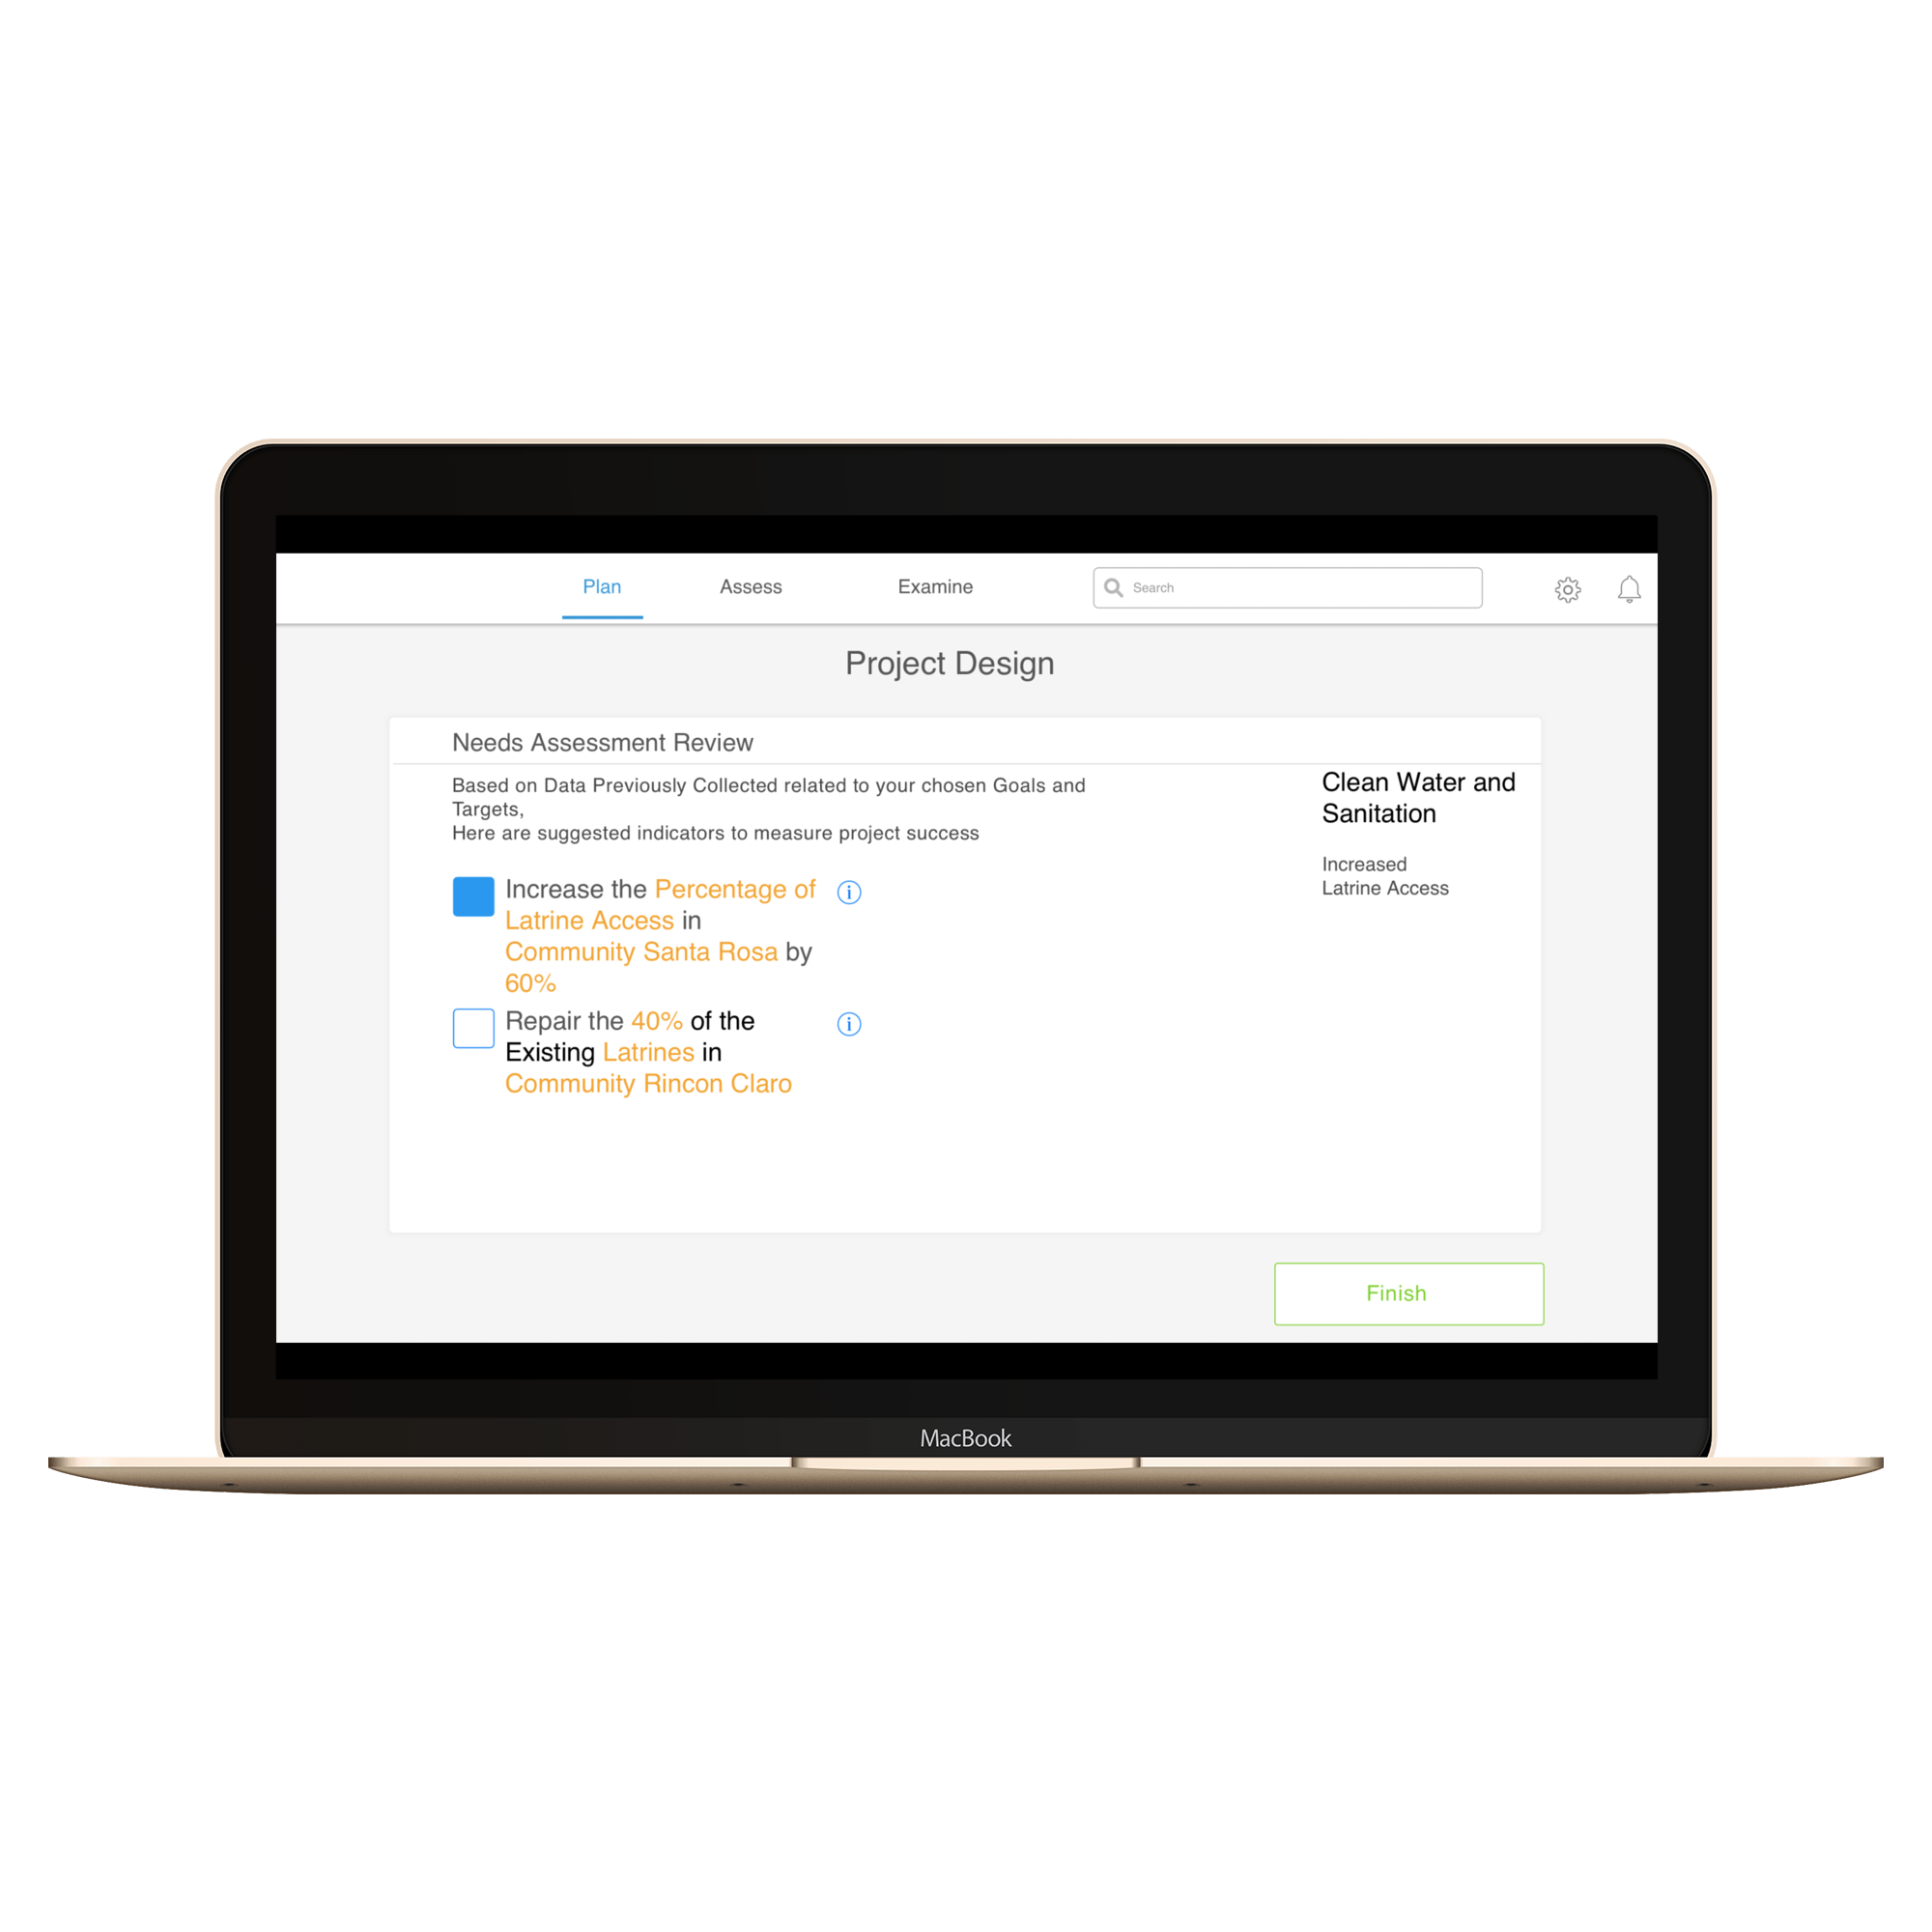 Plan Assess Examine Search
Project Design
Needs Assessment Review
Based on Data Previously Collected related to your chosen Goals and
Targets,
Here are suggested indicators to measure project success
Clean Water and
Sanitation
Increased
Latrine Access
Increase the Percentage of
Latrine Access in
Community Santa Rosa by
60%
Repair the 40% of the
Existing Latrines in
Community Rincon Claro
Finish
MacBook